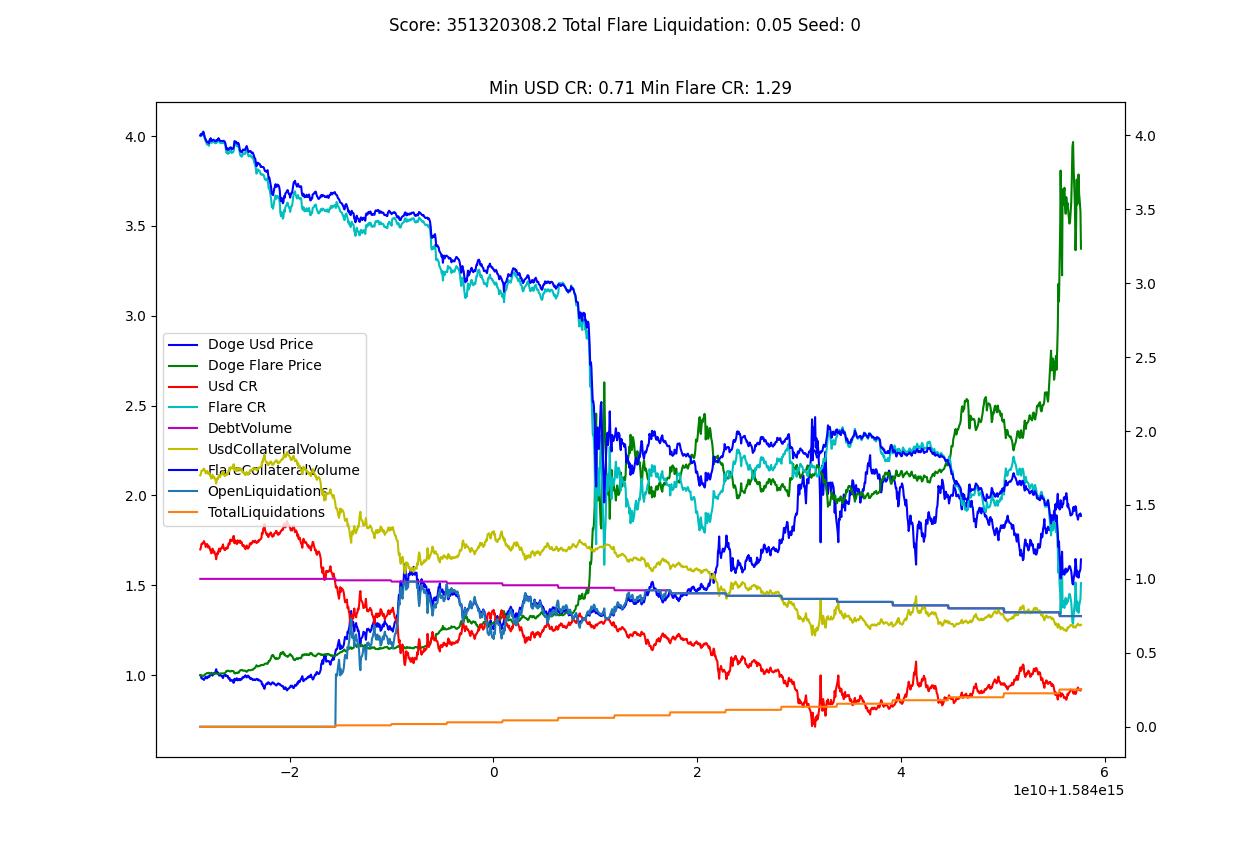 Score: 351320308.2 Total Flare Liquidation: 0.05 Seed: 0
Min USD CR: 0.71 Min Flare CR: 1.29
4.0
3.5
3.0
2.5
2.0
1.5
1.0
Doge Usd Price
Doge Flare Price
Usd CR
Flare CR
DebtVolume
UsdCollateralVolume
FlareCollateralVolume
OpenLiquidations
TotalLiquidations
4.0
3.5
3.0
2.5
2.0
1.5
1.0
0.5
0.0
−2 0 2 4 6
1e10+1.584e15